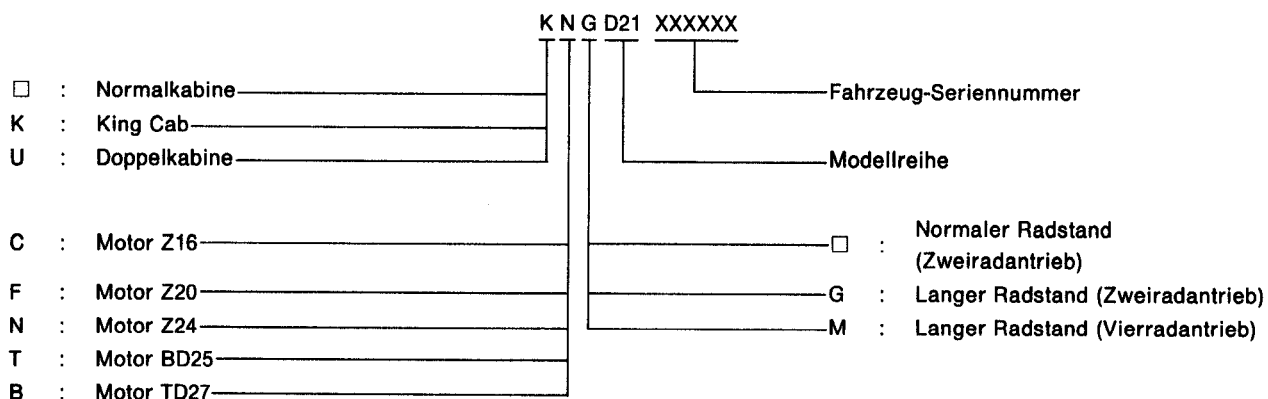 K N G D21 XXXXXX
□ : Normalkabine
K : King Cab
U : Doppelkabine
C : Motor Z16
F : Motor Z20
N : Motor Z24
T : Motor BD25
B : Motor TD27
Fahrzeug-Seriennummer
Modellreihe
□ : Normaler Radstand
(Zweiradantrieb)
G : Langer Radstand (Zweiradantrieb)
M : Langer Radstand (Vierradantrieb)